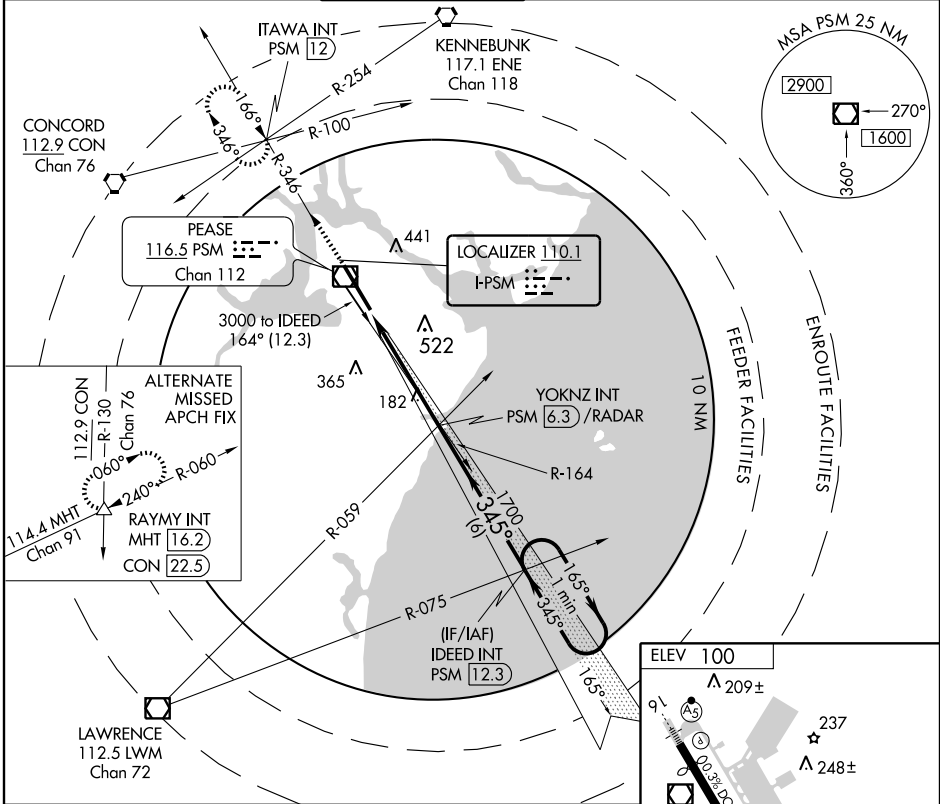 ITAWA INT
PSM 12
KENNEBUNK
117.1 ENE
Chan 118
MSA PSM 25 NM
2900
270°
1600
360°
R-254
R-100
166°
346°
R-346
CONCORD
112.9 CON
Chan 76
PEASE
116.5 PSM
Chan 112
441
LOCALIZER 110.1
I-PSM
3000 to IDEED
164° (12.3)
522
365
182
YOKNZ INT
PSM 6.3 /RADAR
10 NM
FEEDER FACILITIES
ENROUTE FACILITIES
R-164
ALTERNATE
MISSED
APCH FIX
112.9 CON
R-130
Chan 76
060°
240°
R-060
114.4 MHT
Chan 91
RAYMY INT
MHT 16.2
CON 22.5
R-059
1700
345°
(6)
165°
1 min
345°
R-075
(IF/IAF)
IDEED INT
PSM 12.3
165°
LAWRENCE
112.5 LWM
Chan 72
ELEV 100
209±
16
A5
237
248±
0.3%